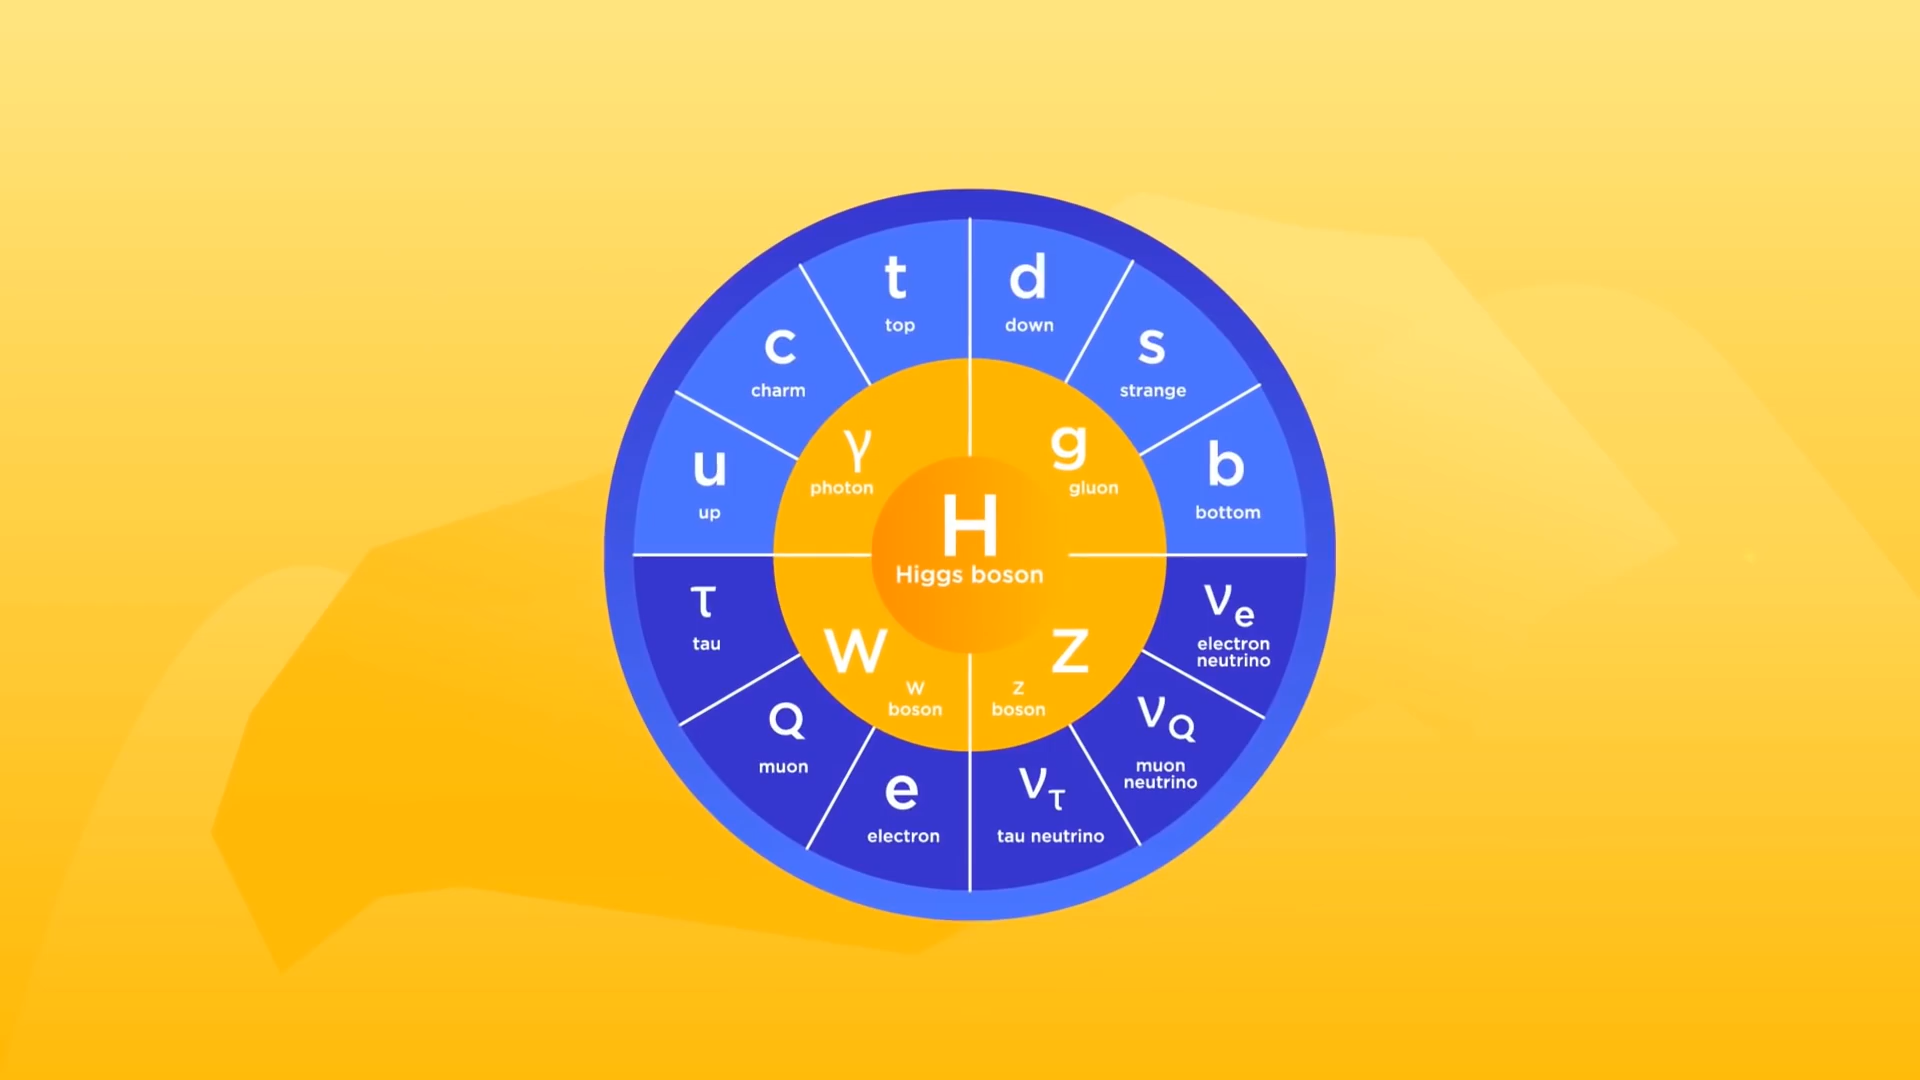 t
top
d
down
c
charm
s
strange
u
up
γ
photon
g
gluon
b
bottom
H
Higgs boson
τ
tau
W
W
boson
Z
Z
boson
νe
electron
neutrino
Q
muon
νQ
muon
neutrino
e
electron
ντ
tau neutrino